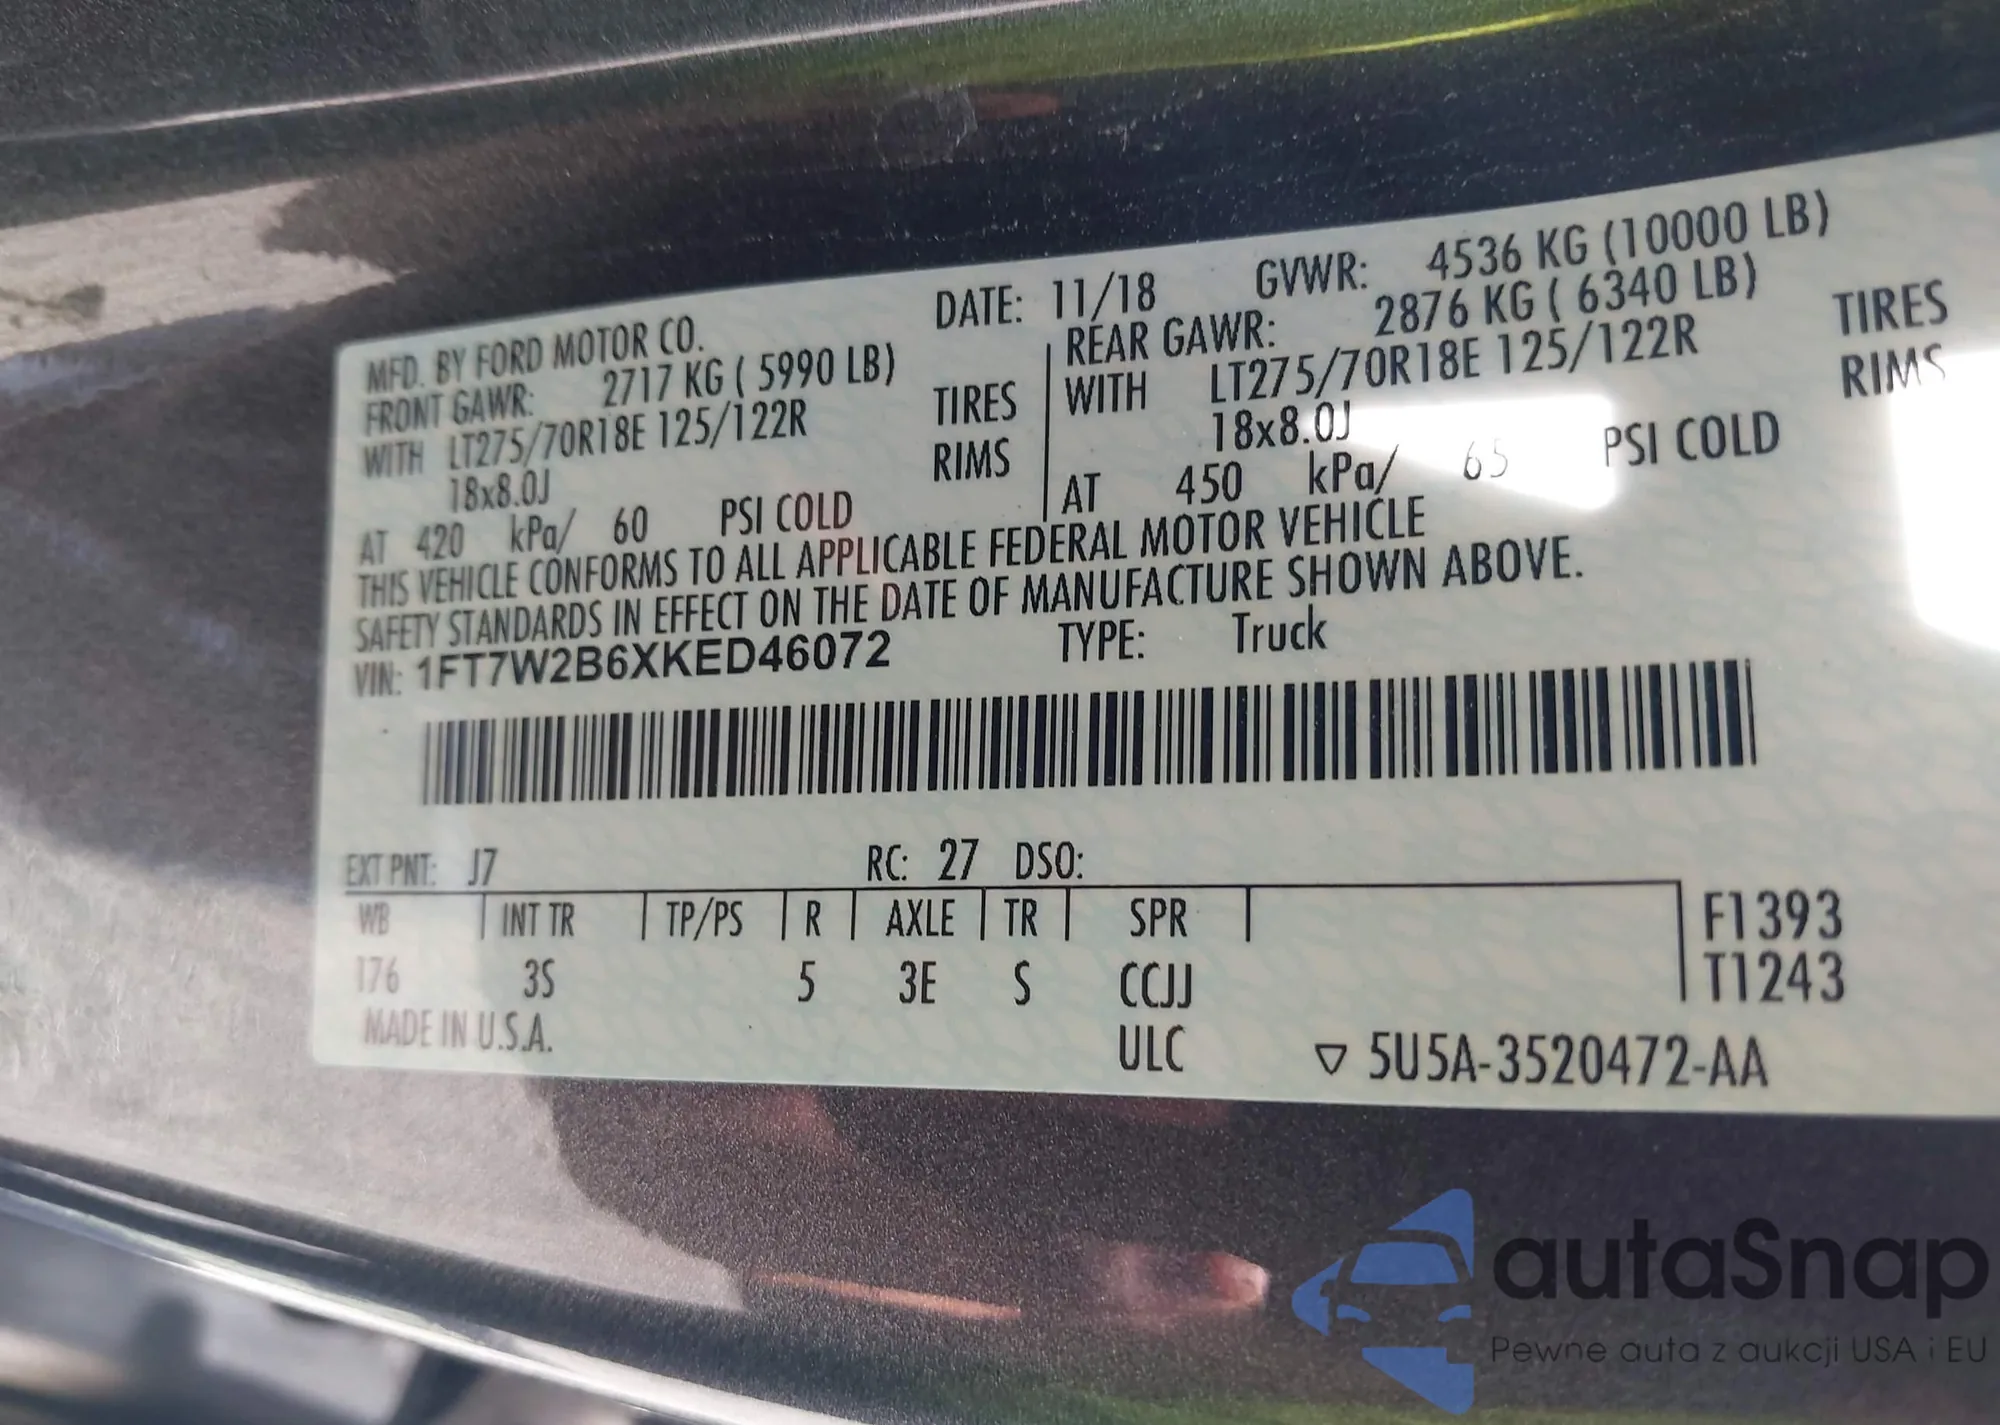 MFD. BY FORD MOTOR CO. DATE: 11/18 GVWR: 4536 KG (10000 LB)
FRONT GAWR: 2717 KG ( 5990 LB)
WITH LT275/70R18E 125/122R TIRES
18x8.0J RIMS
AT 420 kPa/ 60 PSI COLD
REAR GAWR: 2876 KG ( 6340 LB)
WITH LT275/70R18E 125/122R TIRES
18x8.0J RIMS
AT 450 kPa/ 65 PSI COLD
THIS VEHICLE CONFORMS TO ALL APPLICABLE FEDERAL MOTOR VEHICLE
SAFETY STANDARDS IN EFFECT ON THE DATE OF MANUFACTURE SHOWN ABOVE.
VIN: 1FT7W2B6XKED46072 TYPE: Truck
EXT PNT: J7 RC: 27 DSO:
WB INT TR TP/PS R AXLE TR SPR F1393
176 3S 5 3E S CCJJ T1243
MADE IN U.S.A. ULC ▽ 5U5A-3520472-AA
autaSnap
Pewne auta z aukcji USA i EU